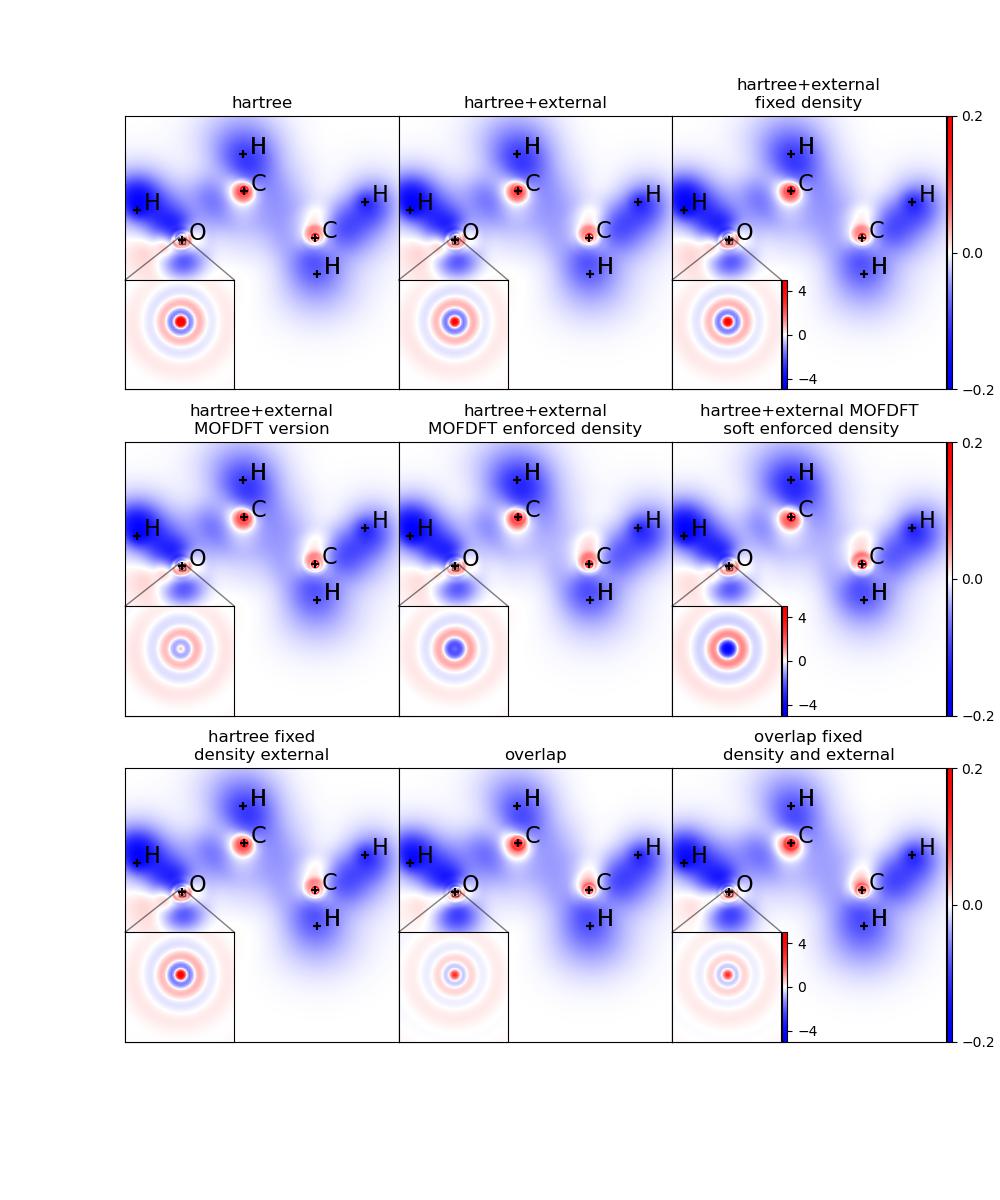 hartree
hartree+external
hartree+external
fixed density
H
C
H
O
H
C
H
H
C
H
O
H
C
H
H
C
H
O
H
C
H
0.2
0.0
−0.2
4
0
−4
hartree+external
MOFDFT version
hartree+external
MOFDFT enforced density
hartree+external MOFDFT
soft enforced density
H
C
H
O
H
C
H
H
C
H
O
H
C
H
H
C
H
O
H
C
H
0.2
0.0
−0.2
4
0
−4
hartree fixed
density external
overlap
overlap fixed
density and external
H
C
H
O
H
C
H
H
C
H
O
H
C
H
H
C
H
O
H
C
H
0.2
0.0
−0.2
4
0
−4